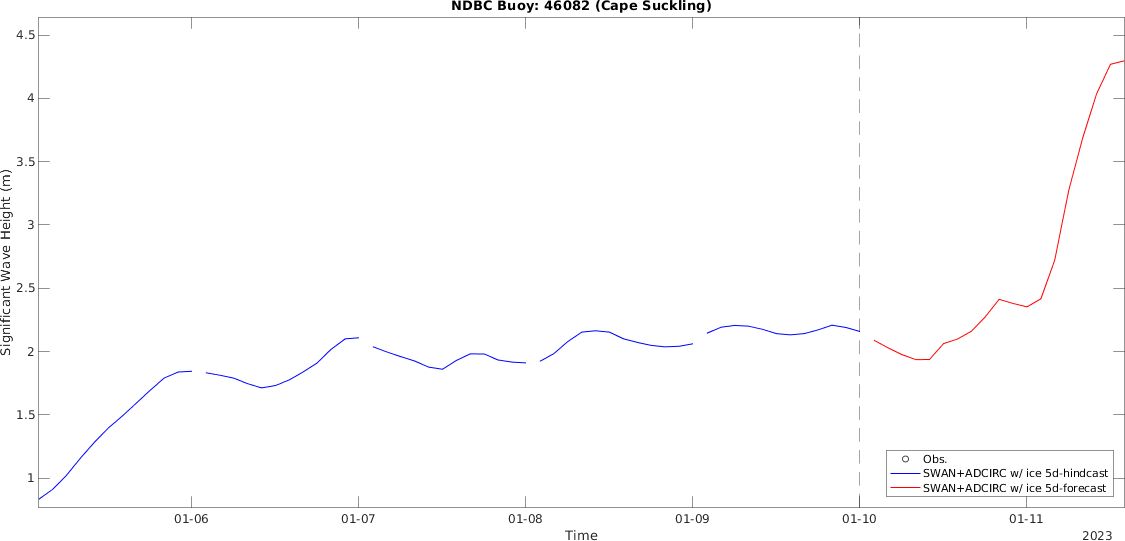 NDBC Buoy: 46082 (Cape Suckling)
Significant Wave Height (m)
4.5
4
3.5
3
2.5
2
1.5
1
Obs.
SWAN+ADCIRC w/ ice 5d-hindcast
SWAN+ADCIRC w/ ice 5d-forecast
01-06 01-07 01-08 01-09 01-10 01-11
Time
2023